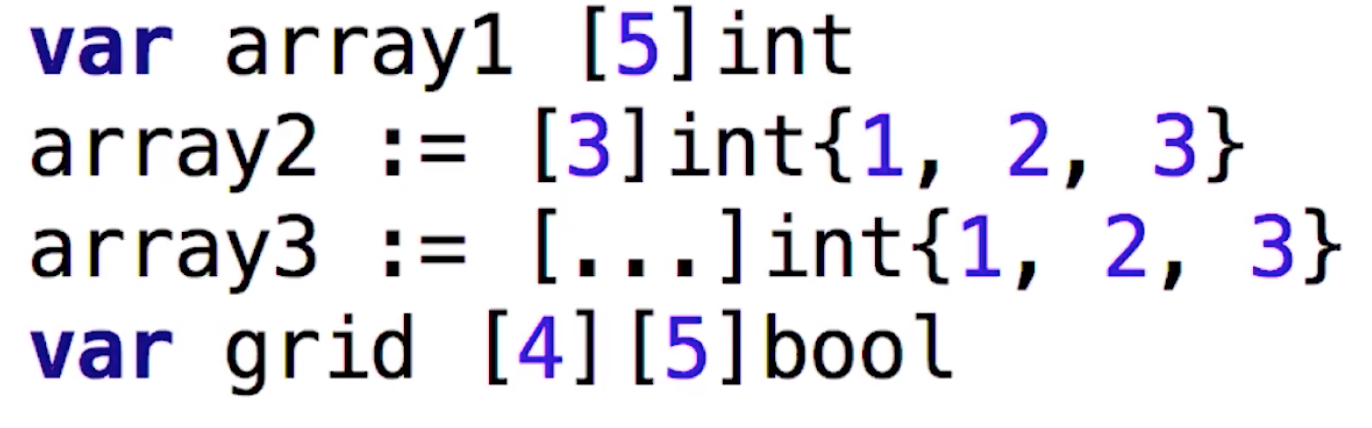 var array1 [5]int
array2 := [3]int{1, 2, 3}
array3 := [...]int{1, 2, 3}
var grid [4][5]bool